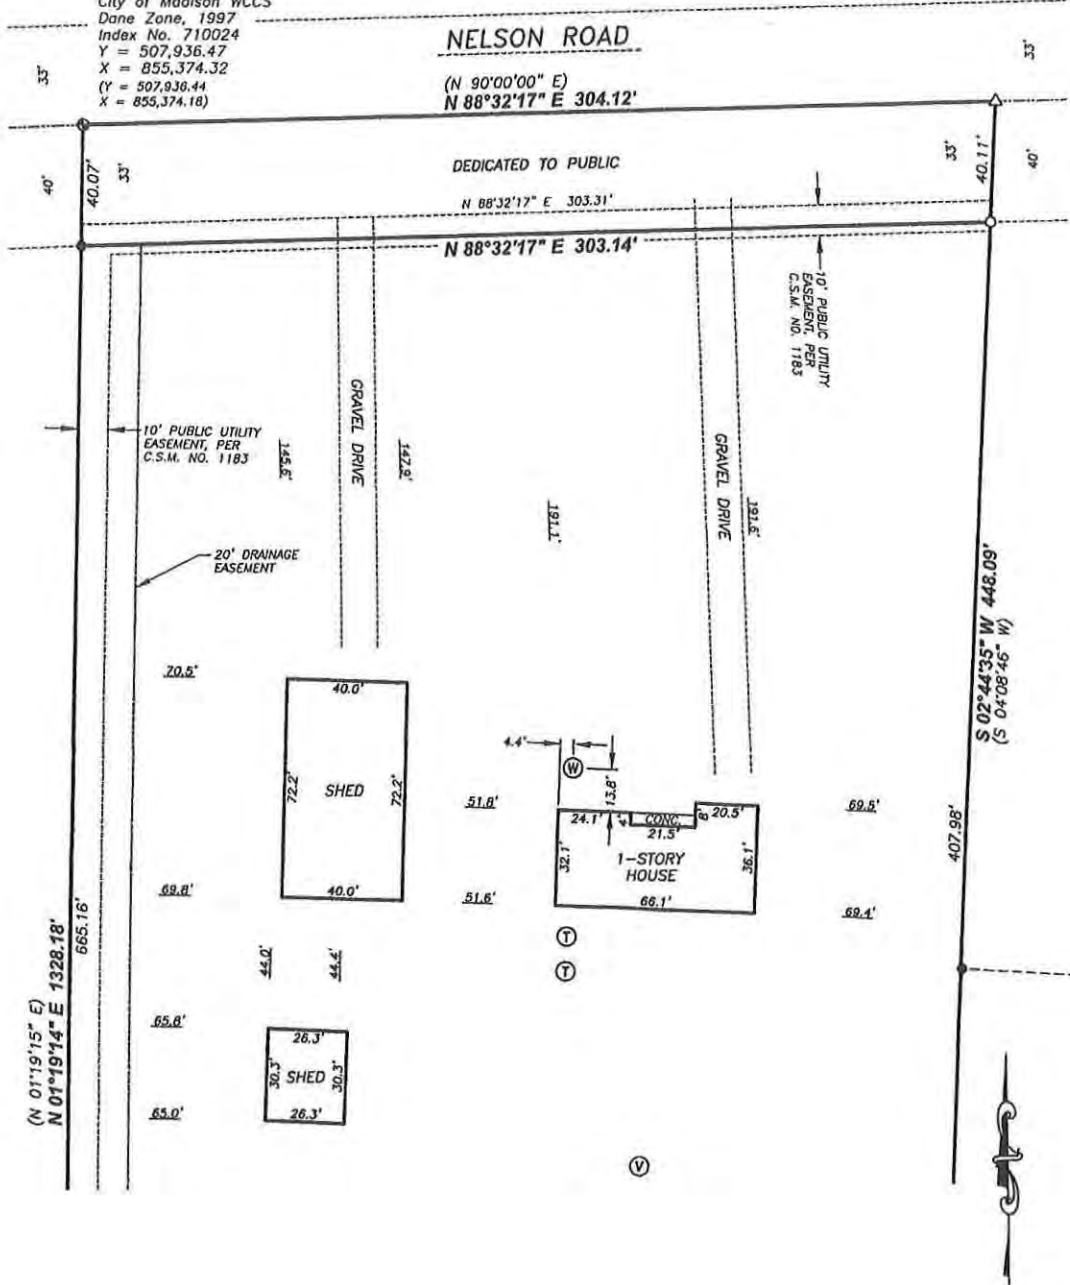 City of Madison WCCS
Dane Zone, 1997
Index No. 710024
Y = 507,936.47
X = 855,374.32
(Y = 507,936.44
X = 855,374.18)
NELSON ROAD
33'
33'
(N 90°00'00" E)
N 88°32'17" E 304.12'
40'
40.07'
33'
DEDICATED TO PUBLIC
33'
40.11'
40'
N 88°32'17" E 303.31'
N 88°32'17" E 303.14'
10' PUBLIC UTILITY
EASEMENT, PER
C.S.M. NO. 1183
10' PUBLIC UTILITY
EASEMENT, PER
C.S.M. NO. 1183
145.6'
GRAVEL DRIVE
147.9'
191.1'
GRAVEL DRIVE
191.6'
20' DRAINAGE
EASEMENT
S 02°44'35" W 448.09'
(S 04°08'46" W)
70.5'
40.0'
72.2'
SHED
72.2'
4.4'
W
13.8'
51.8'
24.1'
4'
CONC.
21.5'
8'
20.5'
69.5'
407.98'
32.1'
1-STORY
HOUSE
36.1'
69.8'
40.0'
51.6'
66.1'
69.4'
T
T
665.16'
44.0'
44.4'
(N 01°19'15" E)
N 01°19'14" E 1328.18'
65.8'
26.3'
30.3'
SHED
30.3'
65.0'
26.3'
V